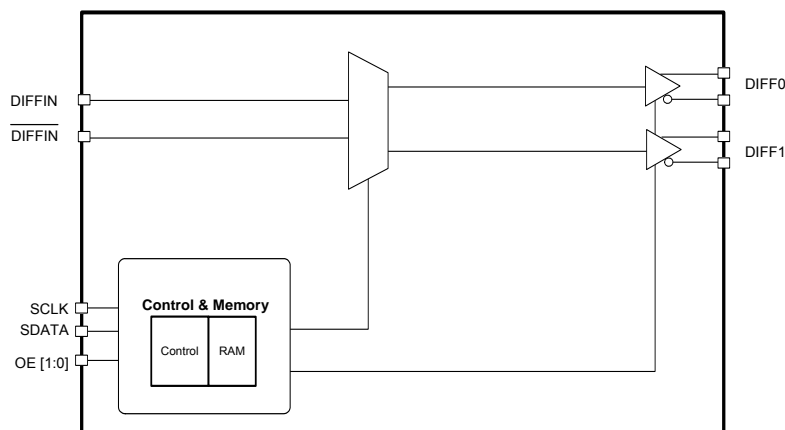 DIFFIN
DIFFIN
DIFF0
DIFF1
SCLK
SDATA
OE [1:0]
Control & Memory
Control
RAM